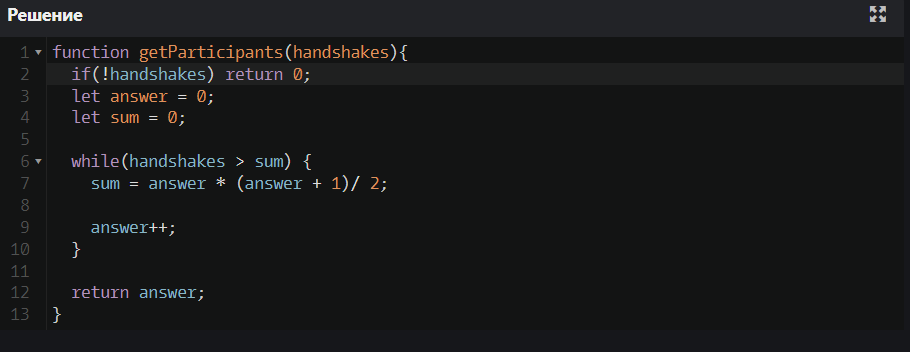 Решение
1 function getParticipants(handshakes){
2   if(!handshakes) return 0;
3   let answer = 0;
4   let sum = 0;
5
6   while(handshakes > sum) {
7     sum = answer * (answer + 1)/ 2;
8
9     answer++;
10   }
11
12   return answer;
13 }